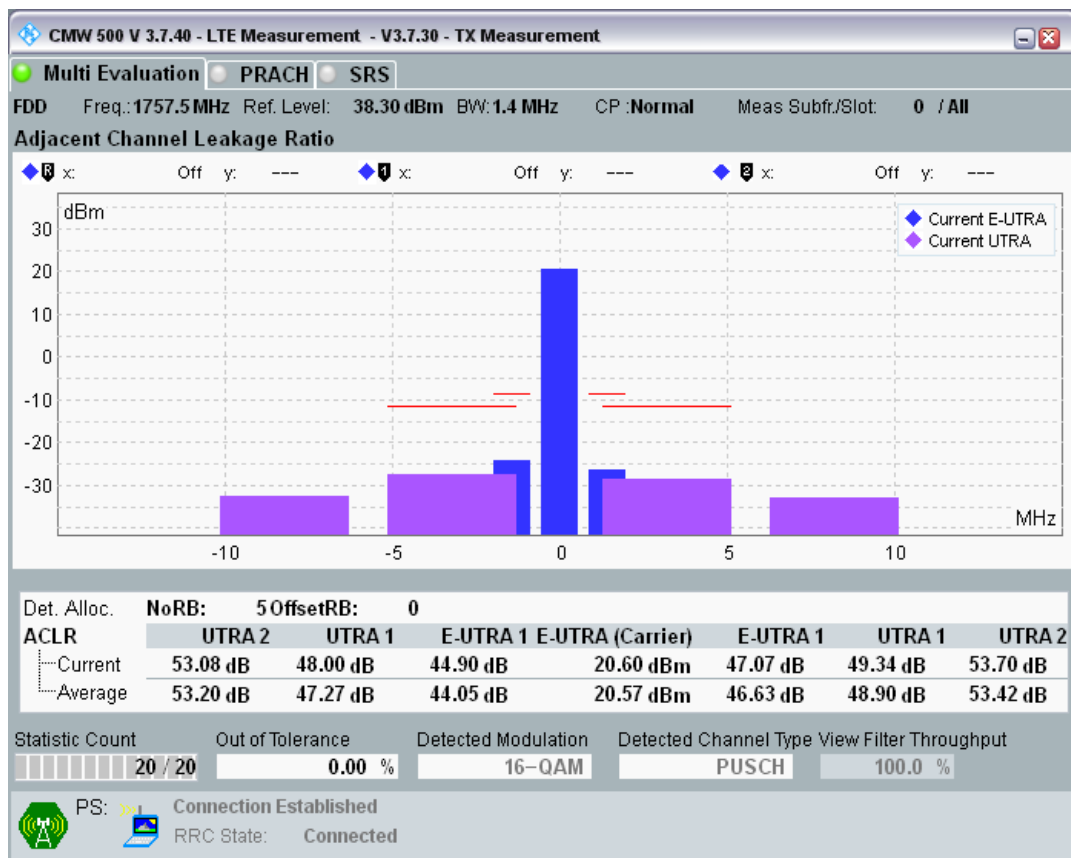 CMW 500 V 3.7.40 - LTE Measurement - V3.7.30 - TX Measurement
Multi Evaluation PRACH SRS
FDD Freq.:1757.5 MHz Ref. Level: 38.30 dBm BW:1.4 MHz CP :Normal Meas Subfr./Slot: 0 / All
Adjacent Channel Leakage Ratio
R x: Off y: --- 1 x: Off y: --- 2 x: Off y: ---
dBm
Current E-UTRA
Current UTRA
30
20
10
0
-10
-20
-30
MHz
-10 -5 0 5 10
Det. Alloc. NoRB: 5 OffsetRB: 0
ACLR UTRA 2 UTRA 1 E-UTRA 1 E-UTRA (Carrier) E-UTRA 1 UTRA 1 UTRA 2
Current 53.08 dB 48.00 dB 44.90 dB 20.60 dBm 47.07 dB 49.34 dB 53.70 dB
Average 53.20 dB 47.27 dB 44.05 dB 20.57 dBm 46.63 dB 48.90 dB 53.42 dB
Statistic Count Out of Tolerance Detected Modulation Detected Channel Type View Filter Throughput
20 / 20 0.00 % 16-QAM PUSCH 100.0 %
PS: Connection Established
RRC State: Connected